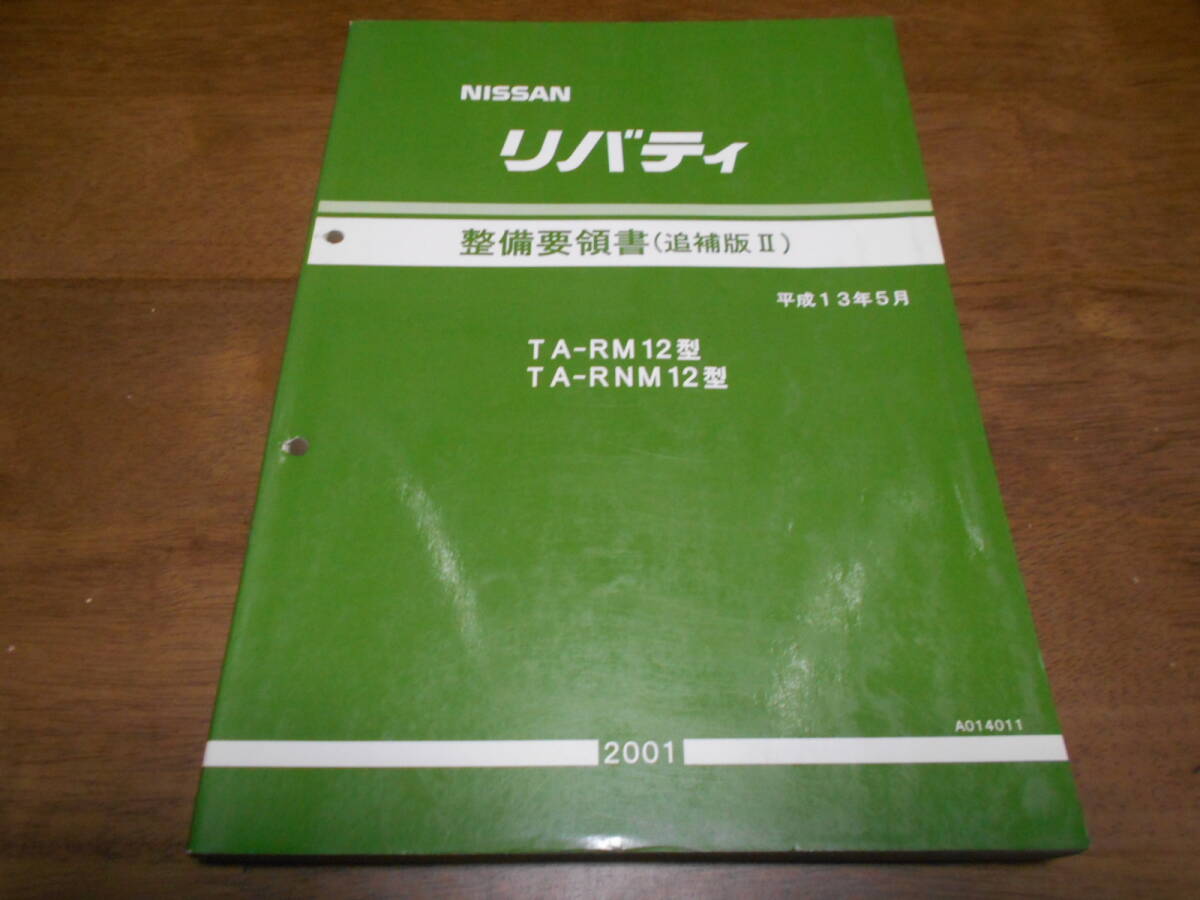 NISSAN
リバティ
整備要領書(追補版Ⅱ)
平成13年5月
TA-RM12型
TA-RNM12型
A014011
2001